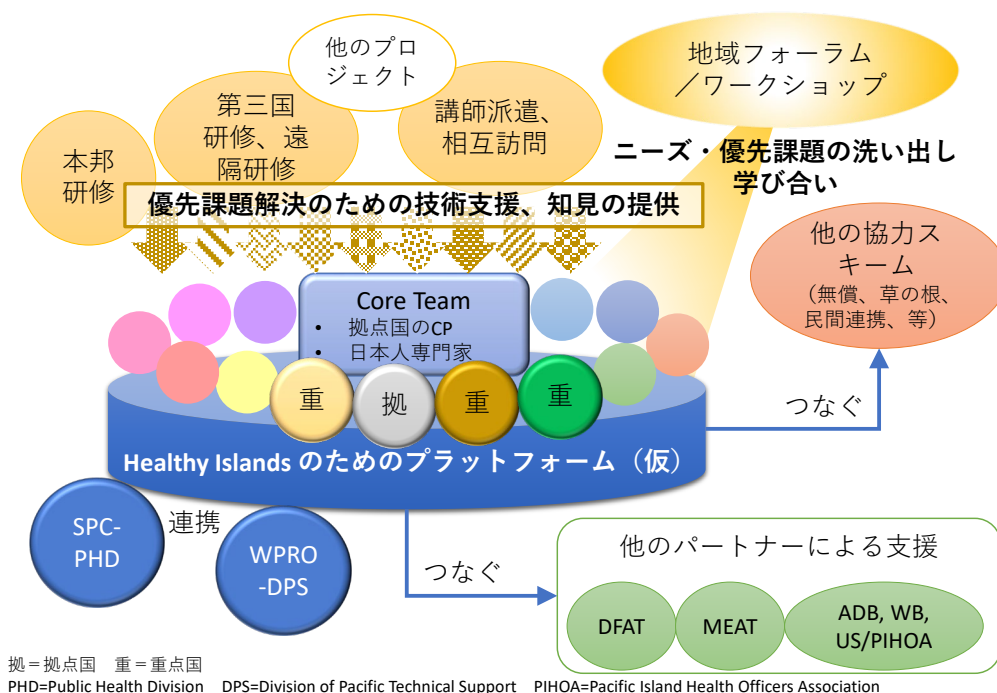 他のプロ
ジェクト
地域フォーラム
／ワークショップ
第三国
研修、遠
隔研修
講師派遣、
相互訪問
本邦
研修
ニーズ・優先課題の洗い出し
学び合い
優先課題解決のための技術支援、知見の提供
他の協力ス
キーム
（無償、草の根、
民間連携、等）
Core Team
• 拠点国のCP
• 日本人専門家
重
拠
重
重
つなぐ
Healthy Islands のためのプラットフォーム（仮）
SPC-
PHD
連携
WPRO
-DPS
つなぐ
他のパートナーによる支援
DFAT
MEAT
ADB, WB,
US/PIHOA
拠＝拠点国 重＝重点国
PHD=Public Health Division DPS=Division of Pacific Technical Support PIHOA=Pacific Island Health Officers Association